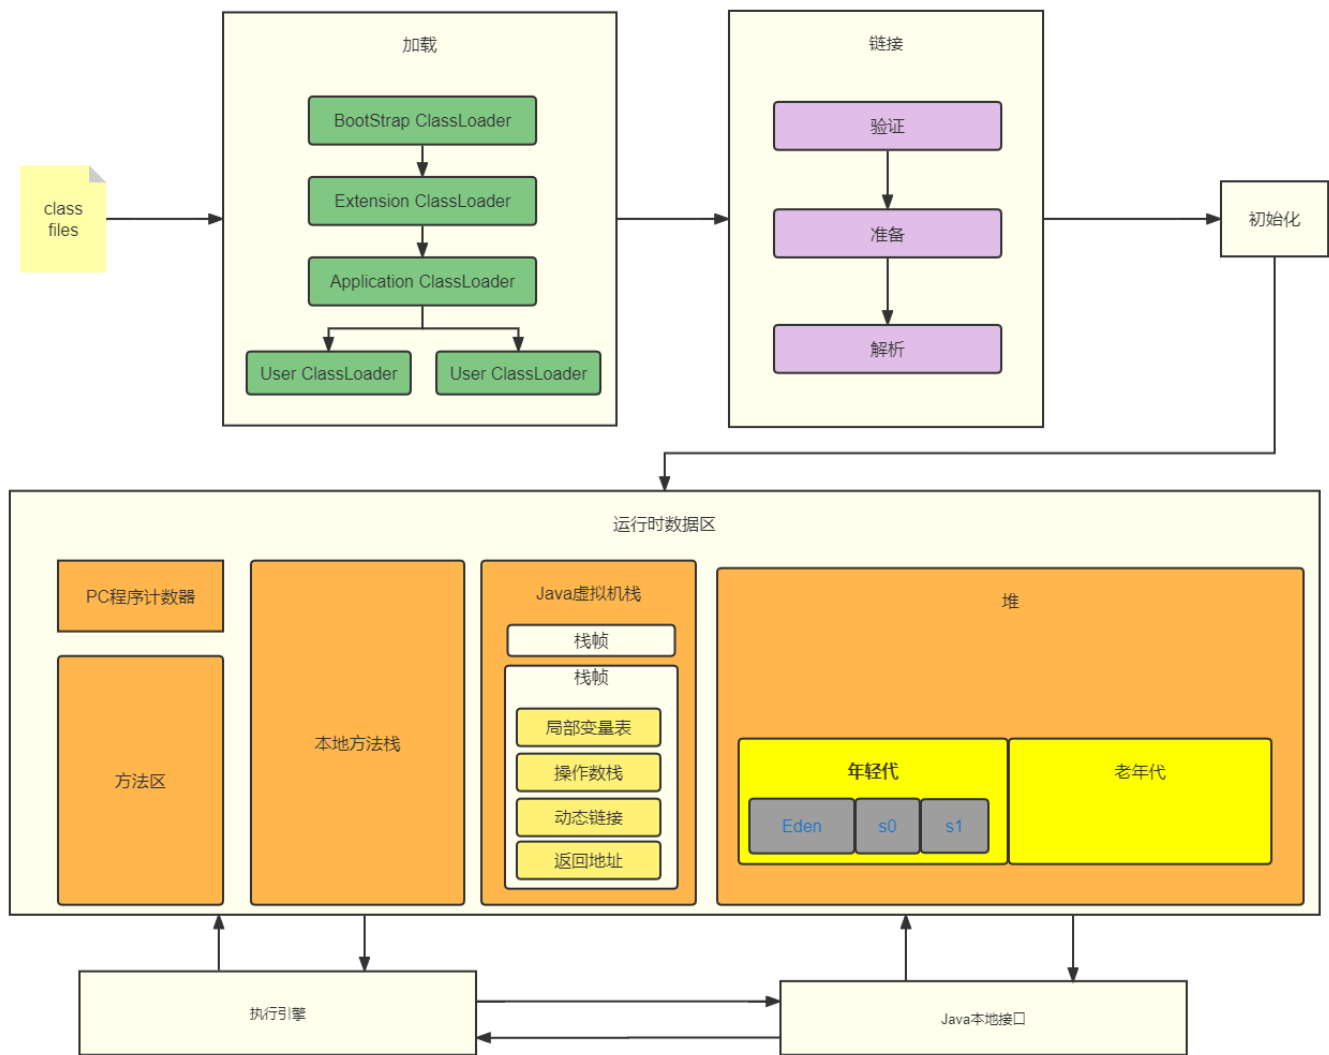 加载
链接
BootStrap ClassLoader
验证
class
files
Extension ClassLoader
准备
初始化
Application ClassLoader
解析
User ClassLoader
User ClassLoader
运行时数据区
PC程序计数器
Java虚拟机栈
堆
栈帧
栈帧
局部变量表
本地方法栈
操作数栈
年轻代
老年代
方法区
动态链接
Eden
s0
s1
返回地址
执行引擎
Java本地接口